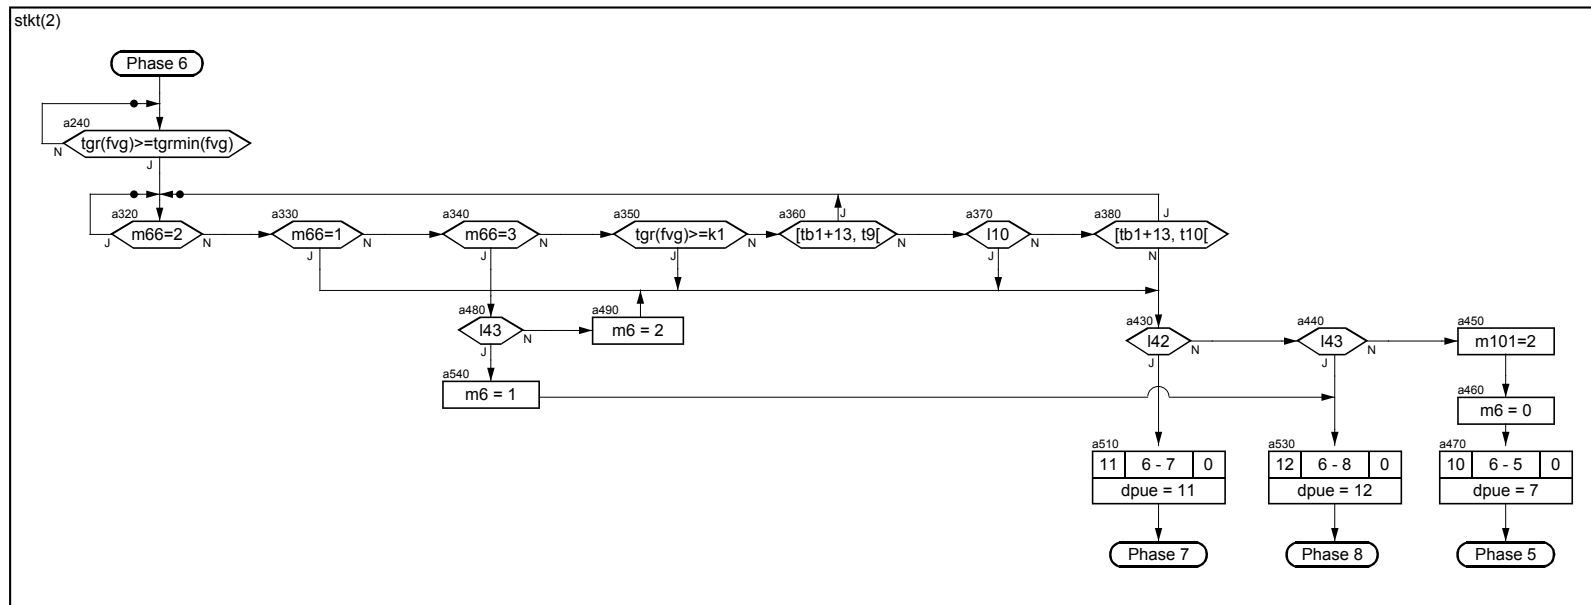 stkt(2)
Phase 6
a240
tgr(fvg)>=tgrmin(fvg)
N
J
a320
m66=2
J
N
a330
m66=1
N
J
a340
m66=3
N
J
a350
tgr(fvg)>=k1
N
J
a360
[tb1+13, t9[
J
N
a370
l10
N
J
a380
[tb1+13, t10[
J
N
a480
l43
N
J
a490
m6 = 2
a540
m6 = 1
a430
l42
N
J
a440
l43
N
J
a450
m101=2
a460
m6 = 0
a510
11 6 - 7 0
dpue = 11
a530
12 6 - 8 0
dpue = 12
a470
10 6 - 5 0
dpue = 7
Phase 7
Phase 8
Phase 5